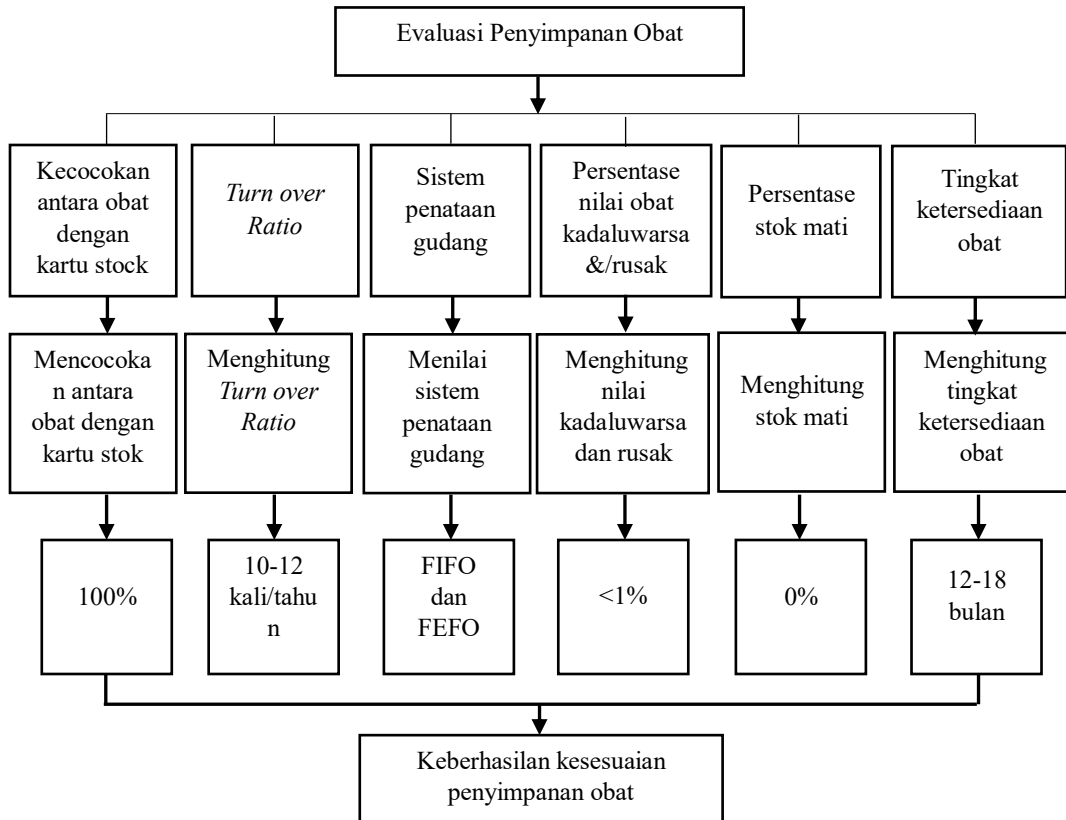 Evaluasi Penyimpanan Obat
Kecocokan
antara obat
dengan
kartu stock
Turn over
Ratio
Sistem
penataan
gudang
Persentase
nilai obat
kadaluwarsa
&/rusak
Persentase
stok mati
Tingkat
ketersediaan
obat
Mencocoka
n antara
obat dengan
kartu stok
Menghitung
Turn over
Ratio
Menilai
sistem
penataan
gudang
Menghitung
nilai
kadaluwarsa
dan rusak
Menghitung
stok mati
Menghitung
tingkat
ketersediaan
obat
100%
10-12
kali/tahu
n
FIFO
dan
FEFO
<1%
0%
12-18
bulan
Keberhasilan kesesuaian
penyimpanan obat